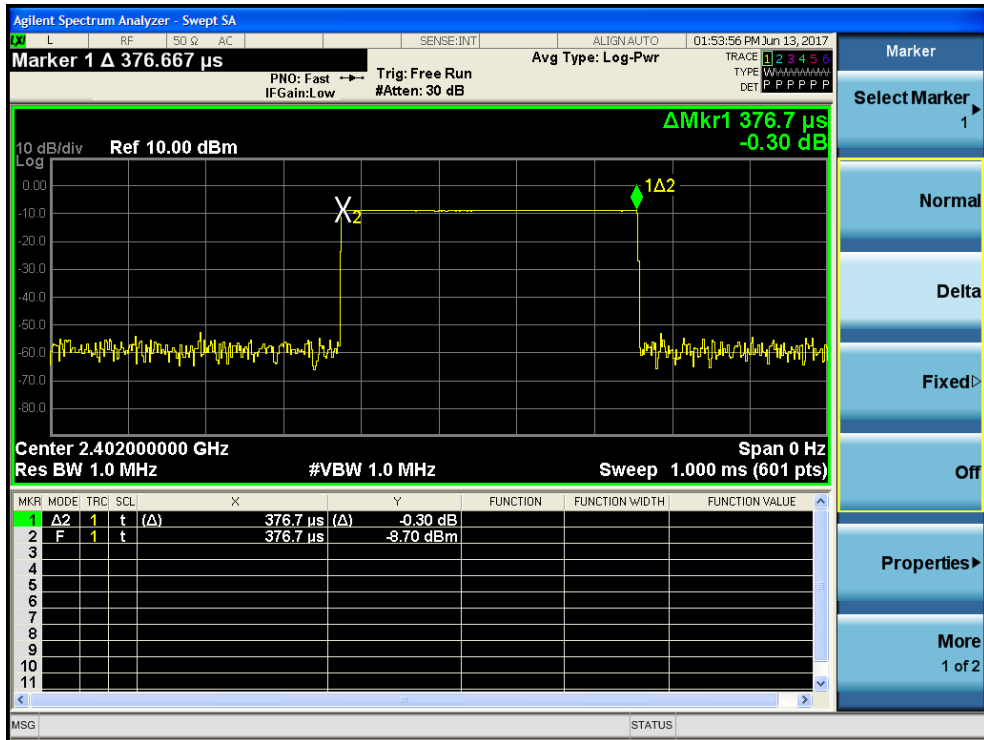 Agilent Spectrum Analyzer - Swept SA
LXI L RF 50 Ω AC SENSE:INT ALIGN AUTO 01:53:56 PM Jun 13, 2017
Marker 1 Δ 376.667 µs
PNO: Fast
IFGain:Low
Trig: Free Run
#Atten: 30 dB
Avg Type: Log-Pwr
TRACE 1 2 3 4 5 6
TYPE WWWWWW
DET P P P P P P
ΔMkr1 376.7 µs
-0.30 dB
10 dB/div Ref 10.00 dBm
Log
0.00
-10.0
-20.0
-30.0
-40.0
-50.0
-60.0
-70.0
-80.0
X2
1Δ2
Center 2.402000000 GHz Span 0 Hz
Res BW 1.0 MHz #VBW 1.0 MHz Sweep 1.000 ms (601 pts)
MKR MODE TRC SCL X Y FUNCTION FUNCTION WIDTH FUNCTION VALUE
1 Δ2 1 t (Δ) 376.7 µs (Δ) -0.30 dB
2 F 1 t 376.7 µs -8.70 dBm
3
4
5
6
7
8
9
10
11
MSG STATUS
Marker
Select Marker
1
Normal
Delta
Fixed
Off
Properties
More
1 of 2